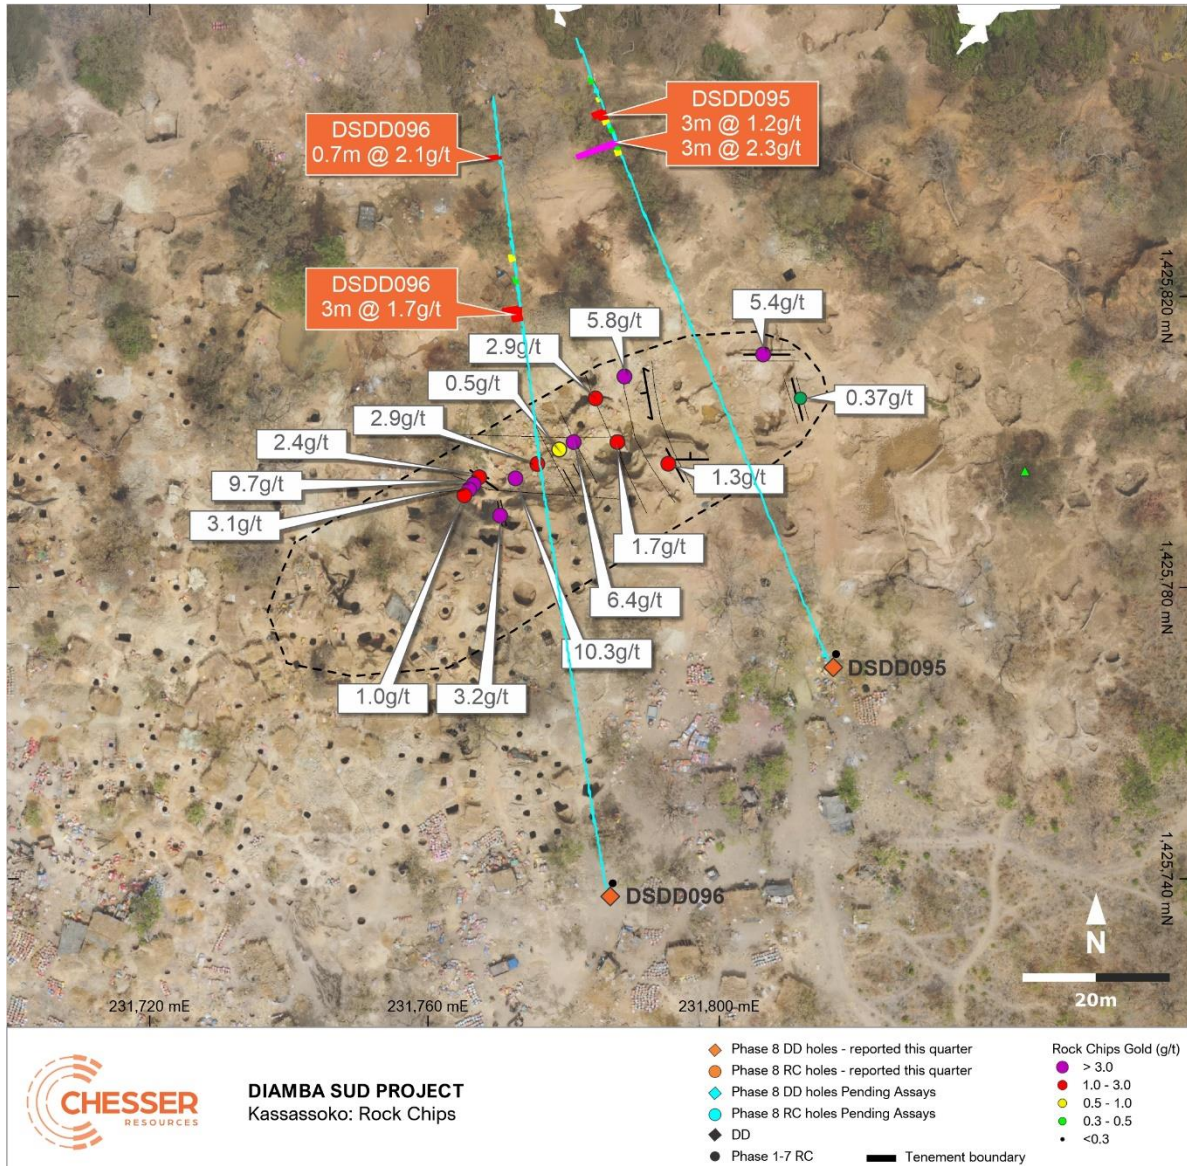 DSDD095
3m @ 1.2g/t
3m @ 2.3g/t
DSDD096
0.7m @ 2.1g/t
DSDD096
3m @ 1.7g/t
1,425,820 mN
5.4g/t
5.8g/t
2.9g/t
0.5g/t
0.37g/t
2.9g/t
2.4g/t
1.3g/t
9.7g/t
3.1g/t
1.7g/t
6.4g/t
1,425,780 mN
10.3g/t
1.0g/t
3.2g/t
DSDD095
DSDD096
1,425,740 mN
N
20m
231,720 mE
231,760 mE
231,800 mE
CHESSER
RESOURCES
DIAMBA SUD PROJECT
Kassassoko: Rock Chips
Phase 8 DD holes - reported this quarter
Phase 8 RC holes - reported this quarter
Phase 8 DD holes Pending Assays
Phase 8 RC holes Pending Assays
DD
Phase 1-7 RC
Tenement boundary
Rock Chips Gold (g/t)
> 3.0
1.0 - 3.0
0.5 - 1.0
0.3 - 0.5
<0.3